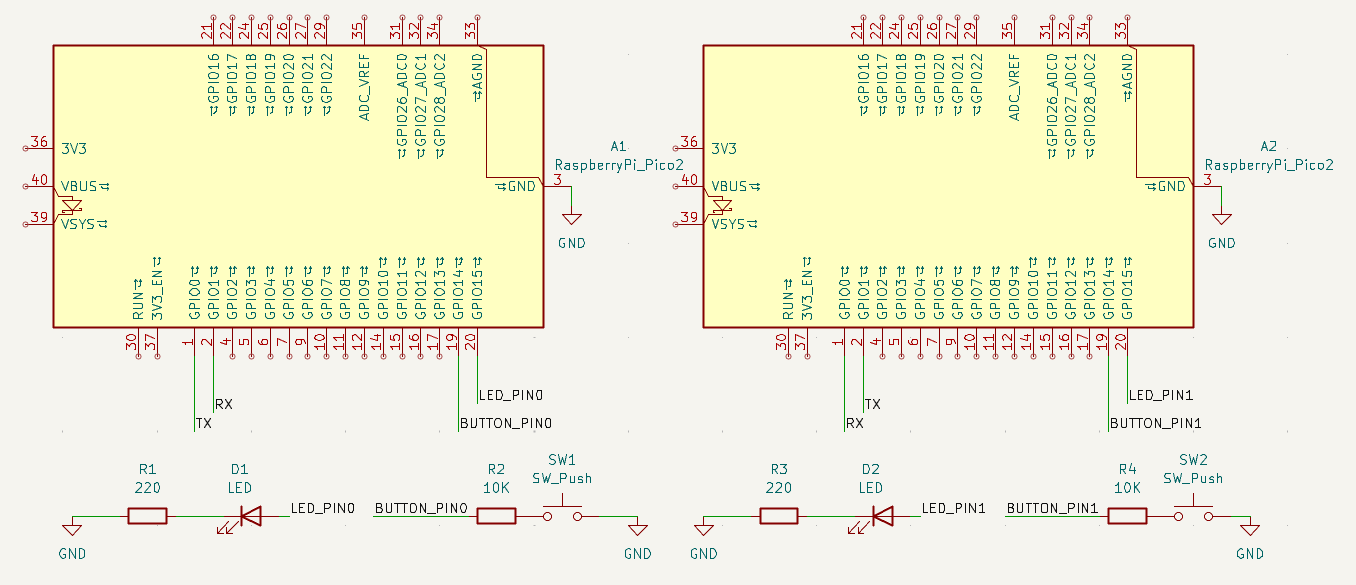 21 22 24 25 26 27 29 35 31 32 34 33
GPIO16 GPIO17 GPIO18 GPIO19 GPIO20 GPIO21 GPIO22 ADC_VREF GPIO26_ADC0 GPIO27_ADC1 GPIO28_ADC2 AGND
36 3V3
40 VBUS
39 VSYS
GND 3
A1
RaspberryPi_Pico2
GND
RUN 3V3_EN GPIO0 GPIO1 GPIO2 GPIO3 GPIO4 GPIO5 GPIO6 GPIO7 GPIO8 GPIO9 GPIO10 GPIO11 GPIO12 GPIO13 GPIO14 GPIO15
30 37 1 2 4 5 6 7 9 10 11 12 14 15 16 17 19 20
LED_PIN0
RX
TX
BUTTON_PIN0
21 22 24 25 26 27 29 35 31 32 34 33
GPIO16 GPIO17 GPIO18 GPIO19 GPIO20 GPIO21 GPIO22 ADC_VREF GPIO26_ADC0 GPIO27_ADC1 GPIO28_ADC2 AGND
36 3V3
40 VBUS
39 VSYS
GND 3
A2
RaspberryPi_Pico2
GND
RUN 3V3_EN GPIO0 GPIO1 GPIO2 GPIO3 GPIO4 GPIO5 GPIO6 GPIO7 GPIO8 GPIO9 GPIO10 GPIO11 GPIO12 GPIO13 GPIO14 GPIO15
30 37 1 2 4 5 6 7 9 10 11 12 14 15 16 17 19 20
LED_PIN1
TX
RX
BUTTON_PIN1
R1
220
D1
LED
LED_PIN0
GND
BUTTON_PIN0
R2
10K
SW1
SW_Push
GND
R3
220
D2
LED
LED_PIN1
GND
BUTTON_PIN1
R4
10K
SW2
SW_Push
GND